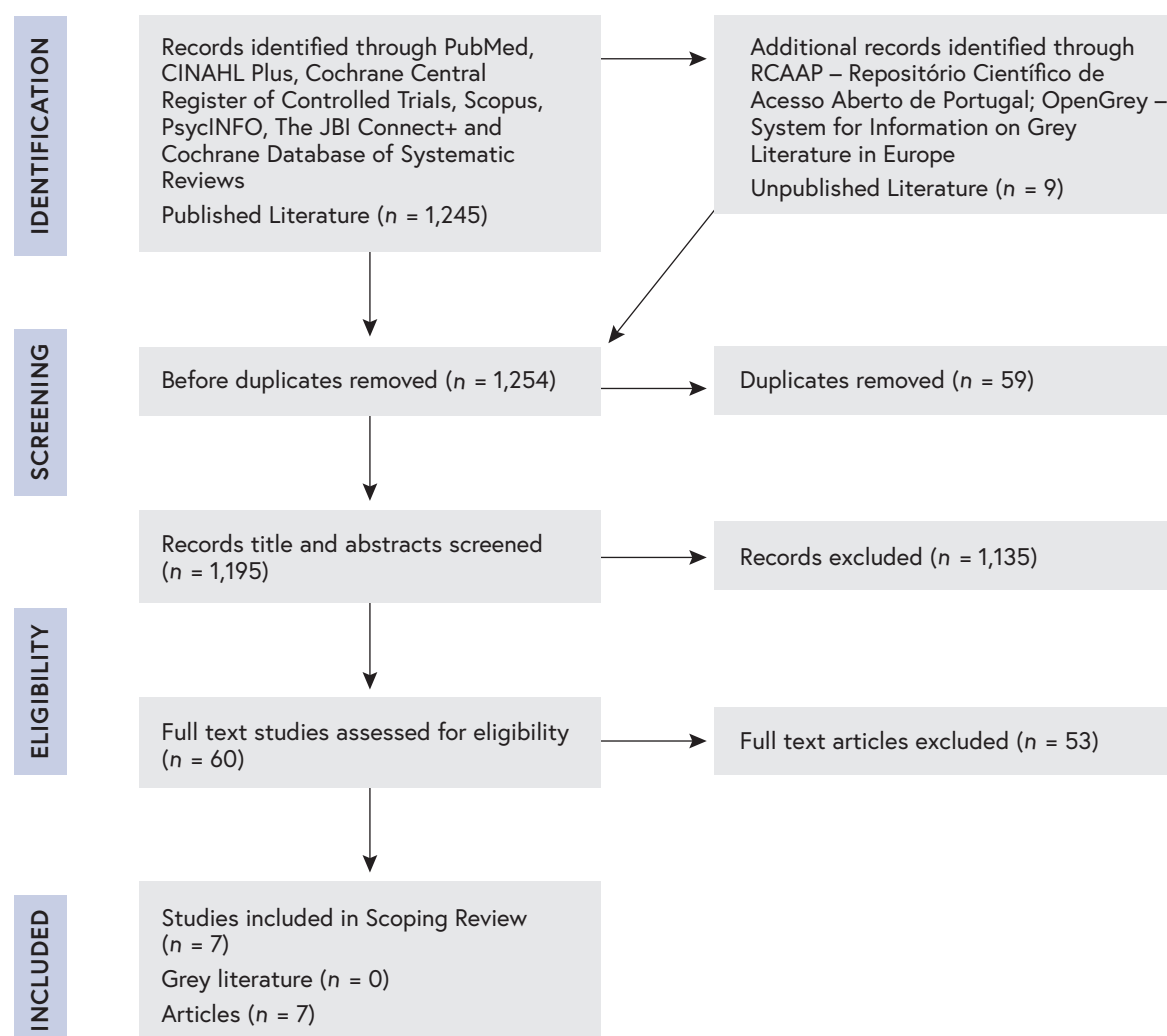 IDENTIFICATION
Records identified through PubMed,
CINAHL Plus, Cochrane Central
Register of Controlled Trials, Scopus,
PsycINFO, The JBI Connect+ and
Cochrane Database of Systematic
Reviews
Published Literature (n = 1,245)
Additional records identified through
RCAAP – Repositório Científico de
Acesso Aberto de Portugal; OpenGrey –
System for Information on Grey
Literature in Europe
Unpublished Literature (n = 9)
SCREENING
Before duplicates removed (n = 1,254)
Duplicates removed (n = 59)
Records title and abstracts screened
(n = 1,195)
Records excluded (n = 1,135)
ELIGIBILITY
Full text studies assessed for eligibility
(n = 60)
Full text articles excluded (n = 53)
INCLUDED
Studies included in Scoping Review
(n = 7)
Grey literature (n = 0)
Articles (n = 7)